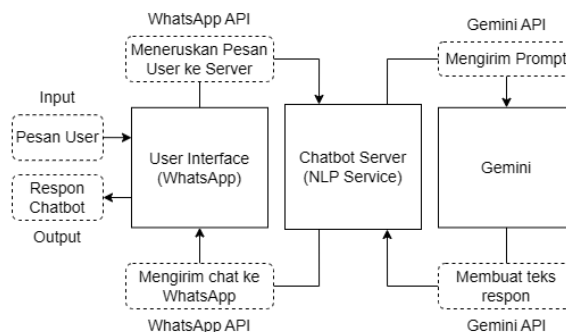 WhatsApp API
Gemini API
Meneruskan Pesan
User ke Server
Mengirim Prompt
Input
Pesan User
User Interface
(WhatsApp)
Chatbot Server
(NLP Service)
Gemini
Respon
Chatbot
Output
Mengirim chat ke
WhatsApp
Membuat teks
respon
WhatsApp API
Gemini API